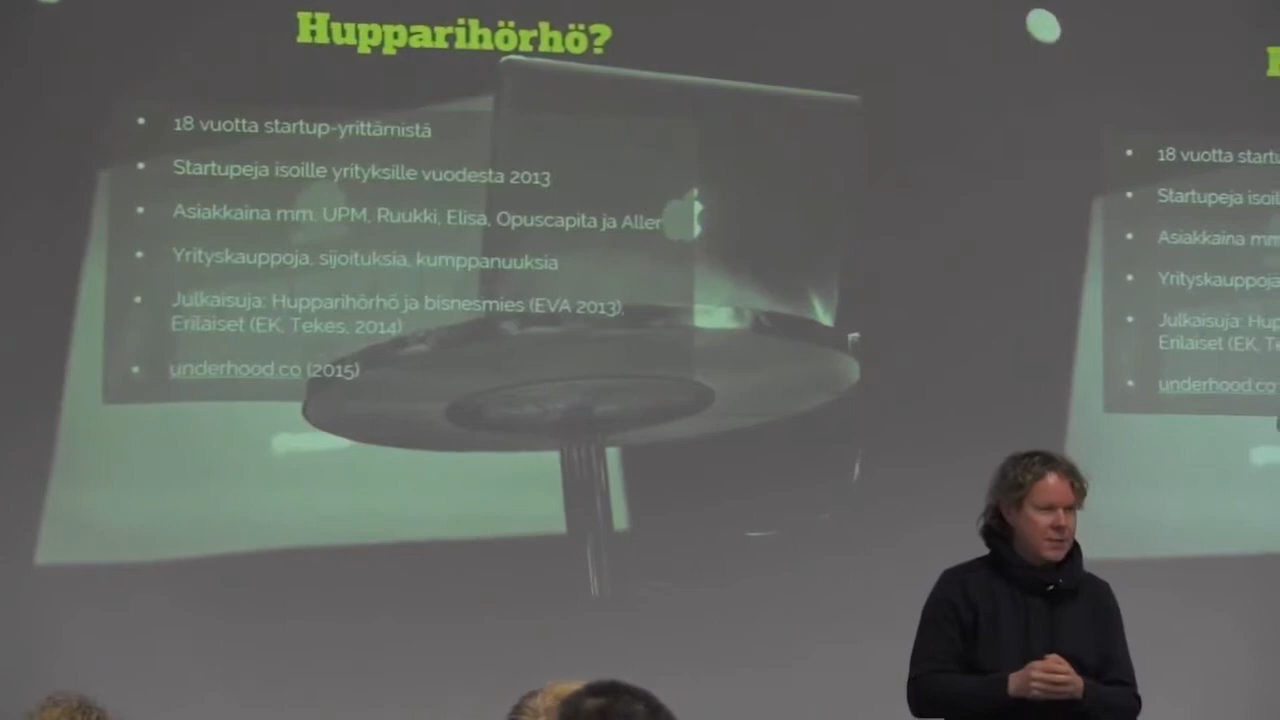 Hupparihörhö?
18 vuotta startup-yrittämistä
Startupeja isoille yrityksille vuodesta 2013
Asiakkaina mm. UPM, Ruukki, Elisa, Opuscapita ja Aller
Yrityskauppoja, sijoituksia, kumppanuuksia
Julkaisuja: Hupparihörhö ja bisnesmies (EVA 2013),
Erilaiset (EK, Tekes, 2014)
underhood.co (2015)
18 vuotta startu
Startupeja isoil
Asiakkaina mm
Yrityskauppoja
Julkaisuja: Hup
Erilaiset (EK, Te
underhood.co